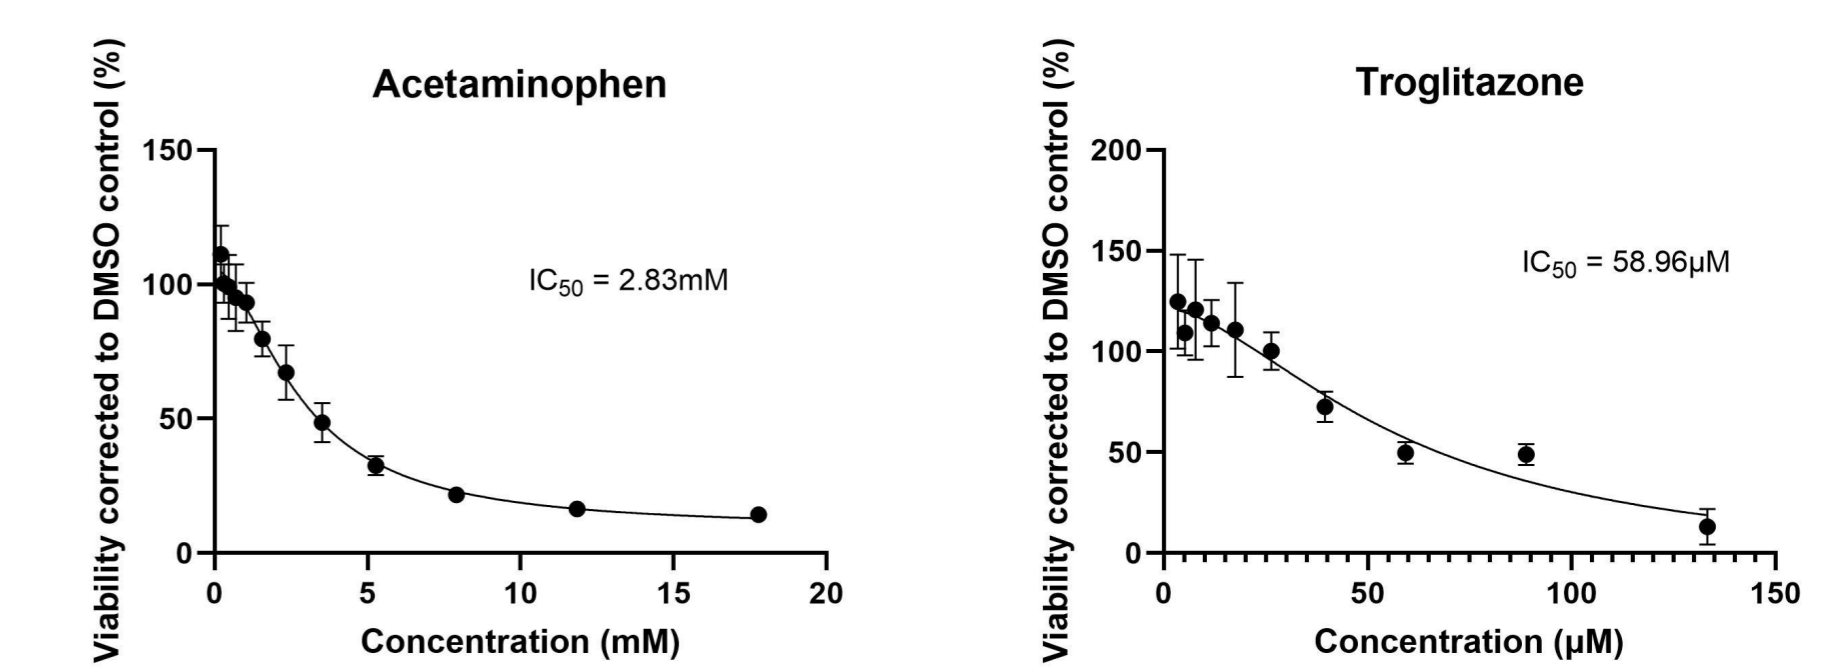 Acetaminophen
Viability corrected to DMSO control (%)
150
100
50
0
IC50 = 2.83mM
0 5 10 15 20
Concentration (mM)
Troglitazone
Viability corrected to DMSO control (%)
200
150
100
50
0
IC50 = 58.96μM
0 50 100 150
Concentration (μM)